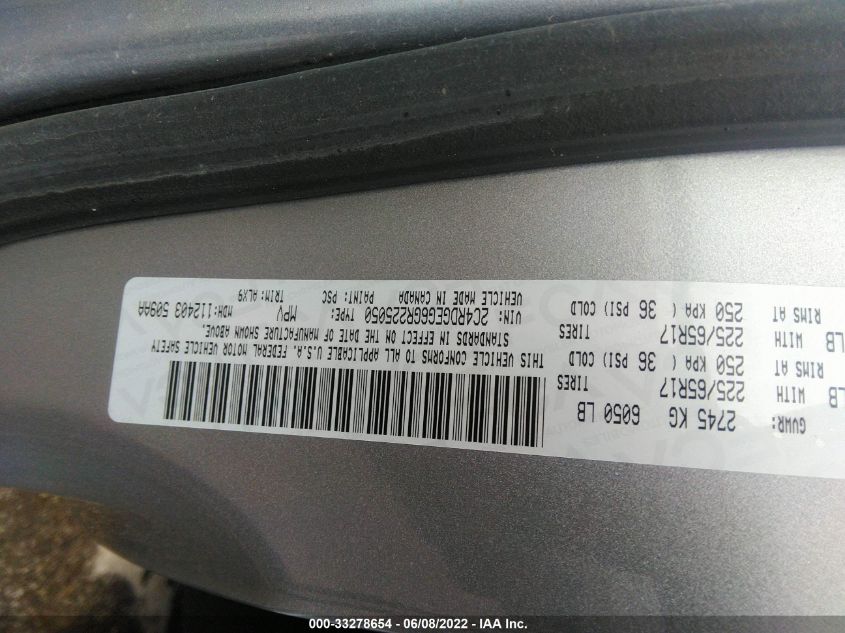 GVWR: 2745 KG 6050 LB
LB WITH 225/65R17 TIRES
RIMS AT 250 KPA ( 36 PSI) COLD
LB WITH 225/65R17 TIRES
RIMS AT 250 KPA ( 36 PSI) COLD
THIS VEHICLE CONFORMS TO ALL APPLICABLE U.S.A. FEDERAL MOTOR VEHICLE SAFETY
STANDARDS IN EFFECT ON THE DATE OF MANUFACTURE SHOWN ABOVE.
VIN: 2C4RDGEG6GR225050 TYPE: MPV MDH:112403 509AA
VEHICLE MADE IN CANADA PAINT: PSC TRIM:ALX9
000-33278654 - 06/08/2022 - IAA Inc.